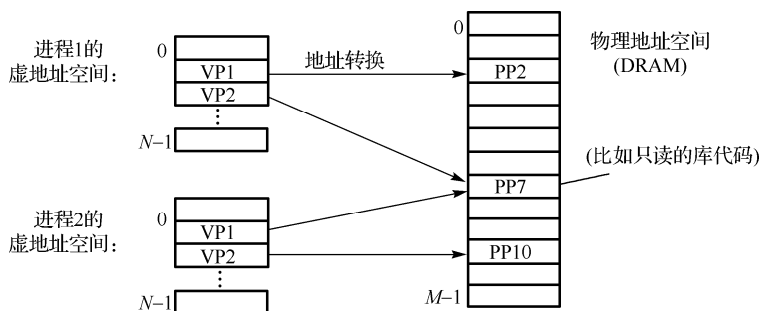 进程1的
虚地址空间:
0
VP1
VP2
N–1
地址转换
进程2的
虚地址空间:
0
VP1
VP2
N–1
0
PP2
PP7
PP10
M–1
物理地址空间
(DRAM)
(比如只读的库代码)